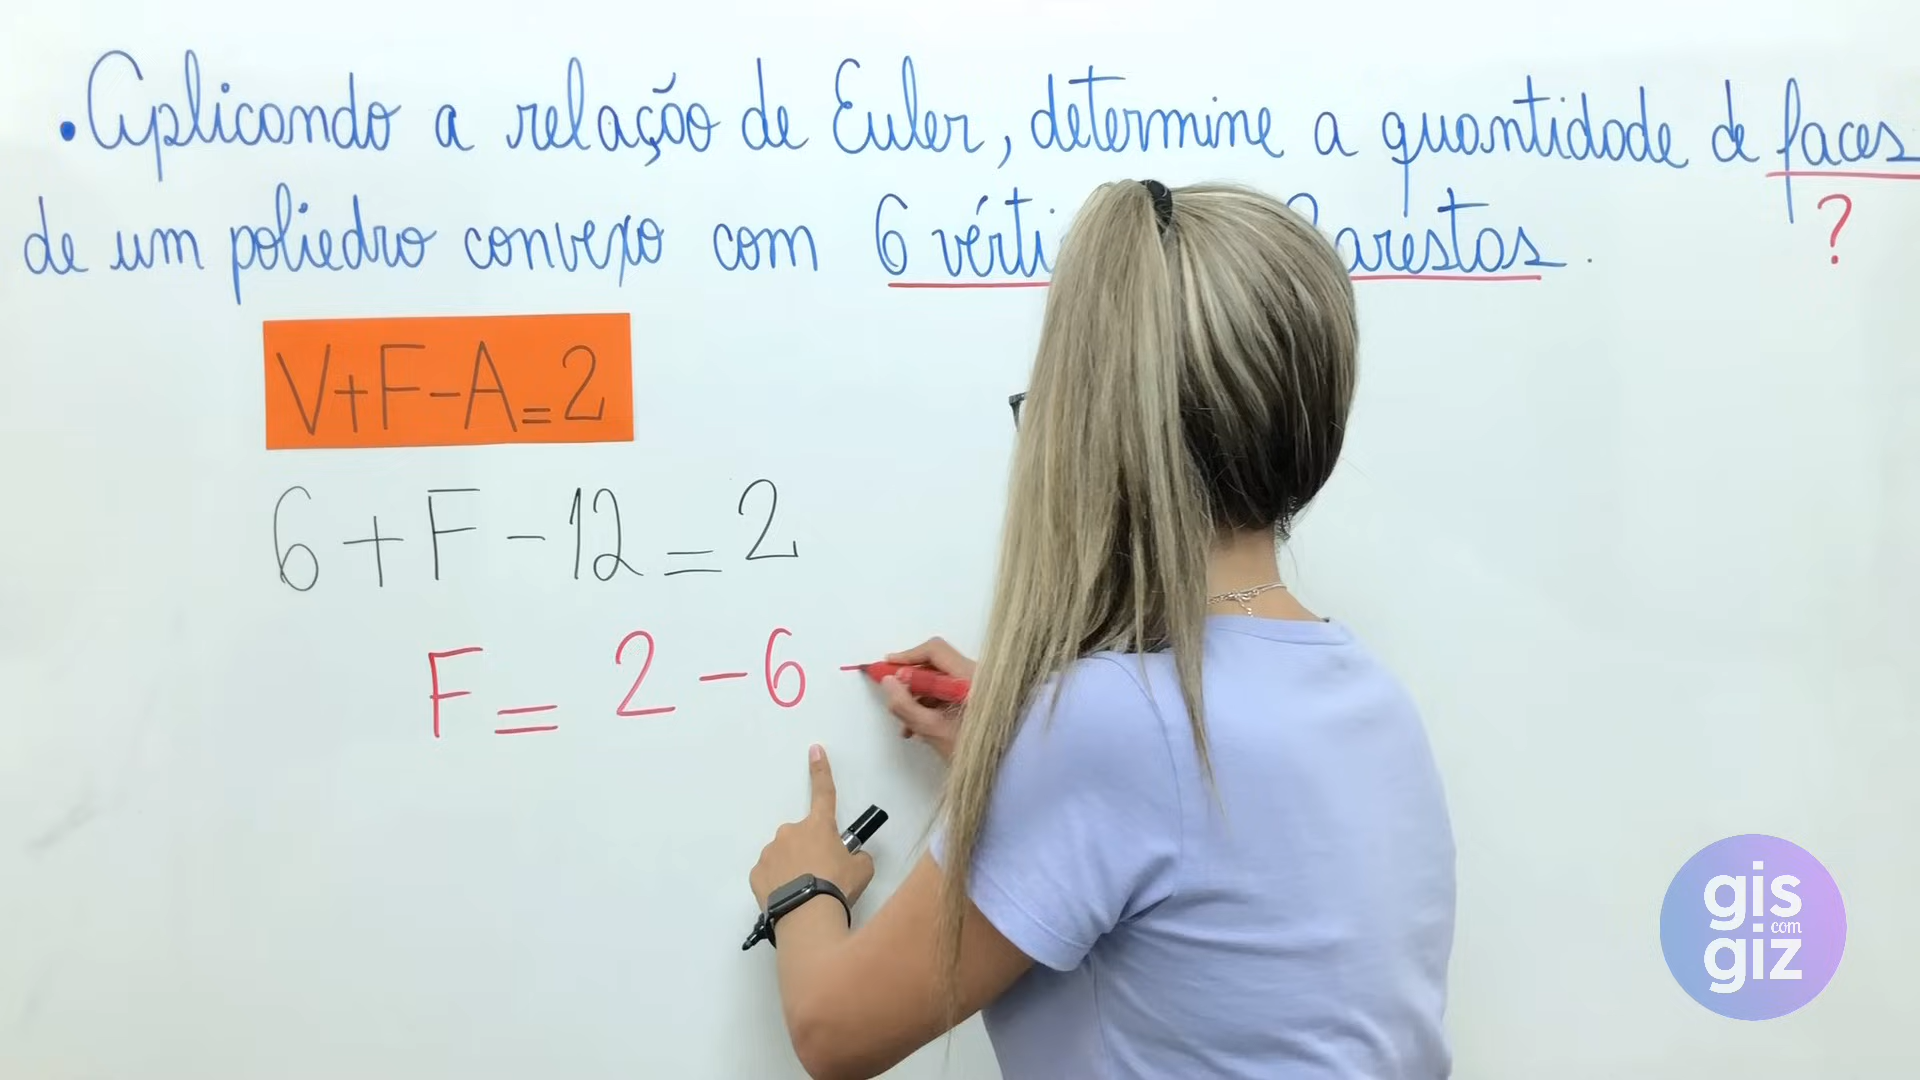 • Aplicando a relação de Euler, determine a quantidade de faces
de um poliedro convexo com 6 vérti 2 arestas.
?
V+F-A=2
6+F-12=2
F= 2-6 -
gis
com
giz